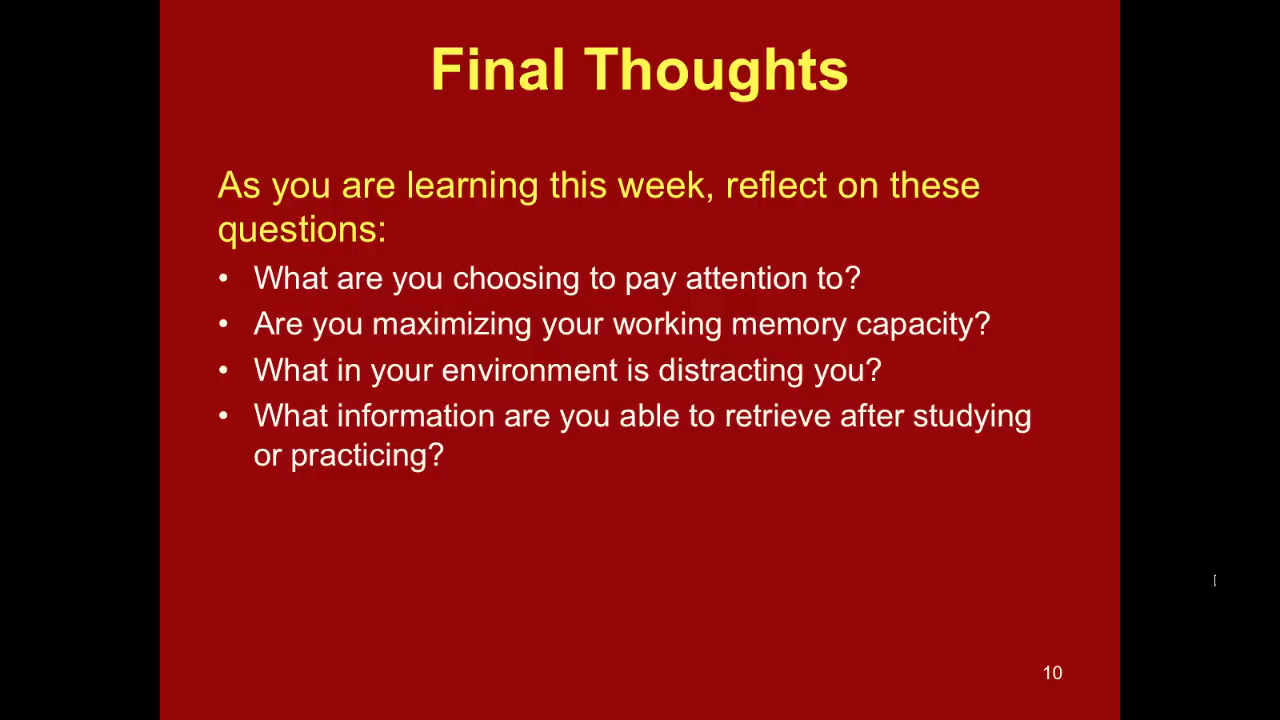 Final Thoughts
As you are learning this week, reflect on these
questions:
• What are you choosing to pay attention to?
• Are you maximizing your working memory capacity?
• What in your environment is distracting you?
• What information are you able to retrieve after studying
or practicing?
10